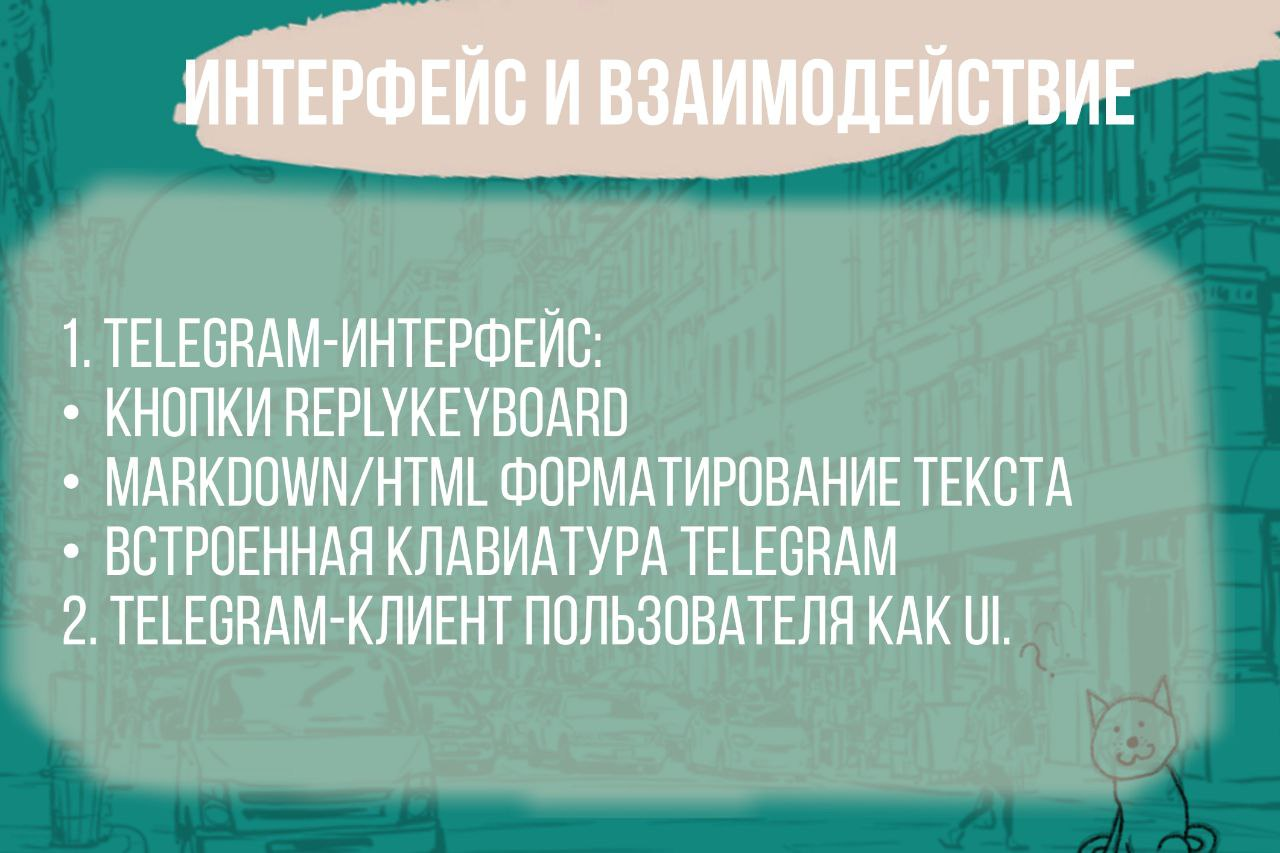 ИНТЕРФЕЙС И ВЗАИМОДЕЙСТВИЕ
1. TELEGRAM-ИНТЕРФЕЙС:
• КНОПКИ REPLYKEYBOARD
• MARKDOWN/HTML ФОРМАТИРОВАНИЕ ТЕКСТА
• ВСТРОЕННАЯ КЛАВИАТУРА TELEGRAM
2. TELEGRAM-КЛИЕНТ ПОЛЬЗОВАТЕЛЯ КАК UI.
??